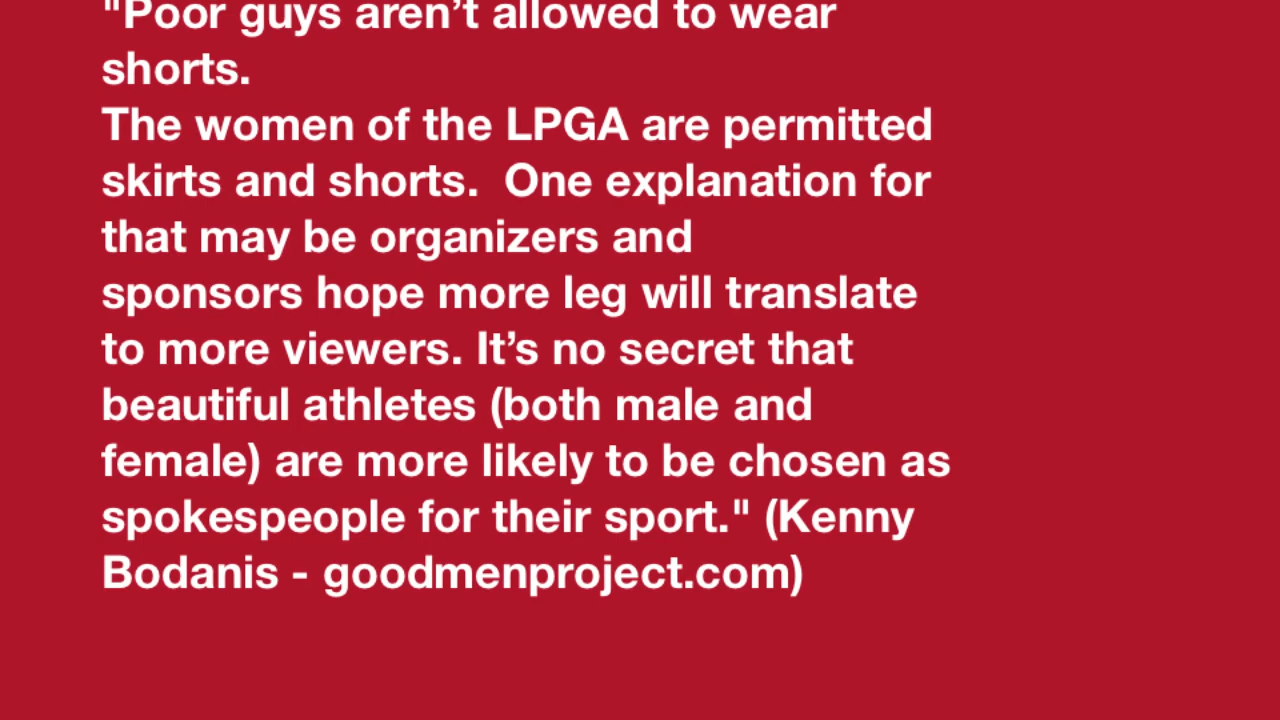 "Poor guys aren’t allowed to wear
shorts.
The women of the LPGA are permitted
skirts and shorts.  One explanation for
that may be organizers and
sponsors hope more leg will translate
to more viewers. It’s no secret that
beautiful athletes (both male and
female) are more likely to be chosen as
spokespeople for their sport." (Kenny
Bodanis - goodmenproject.com)